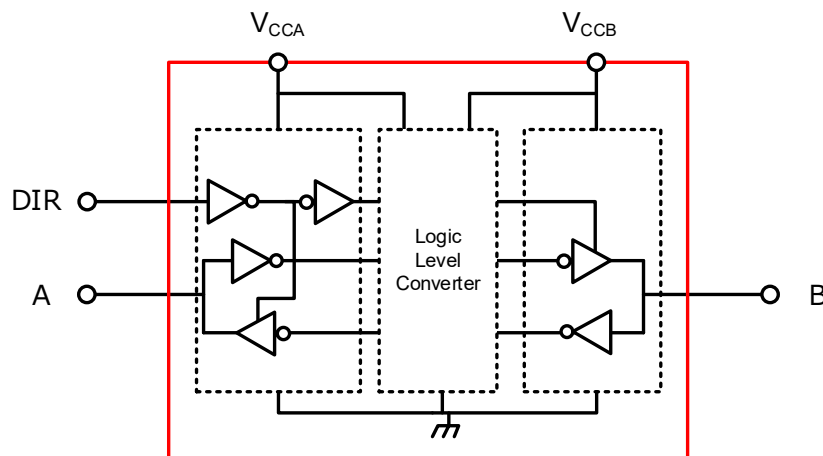 VCCA
VCCB
DIR
A
Logic
Level
Converter
B